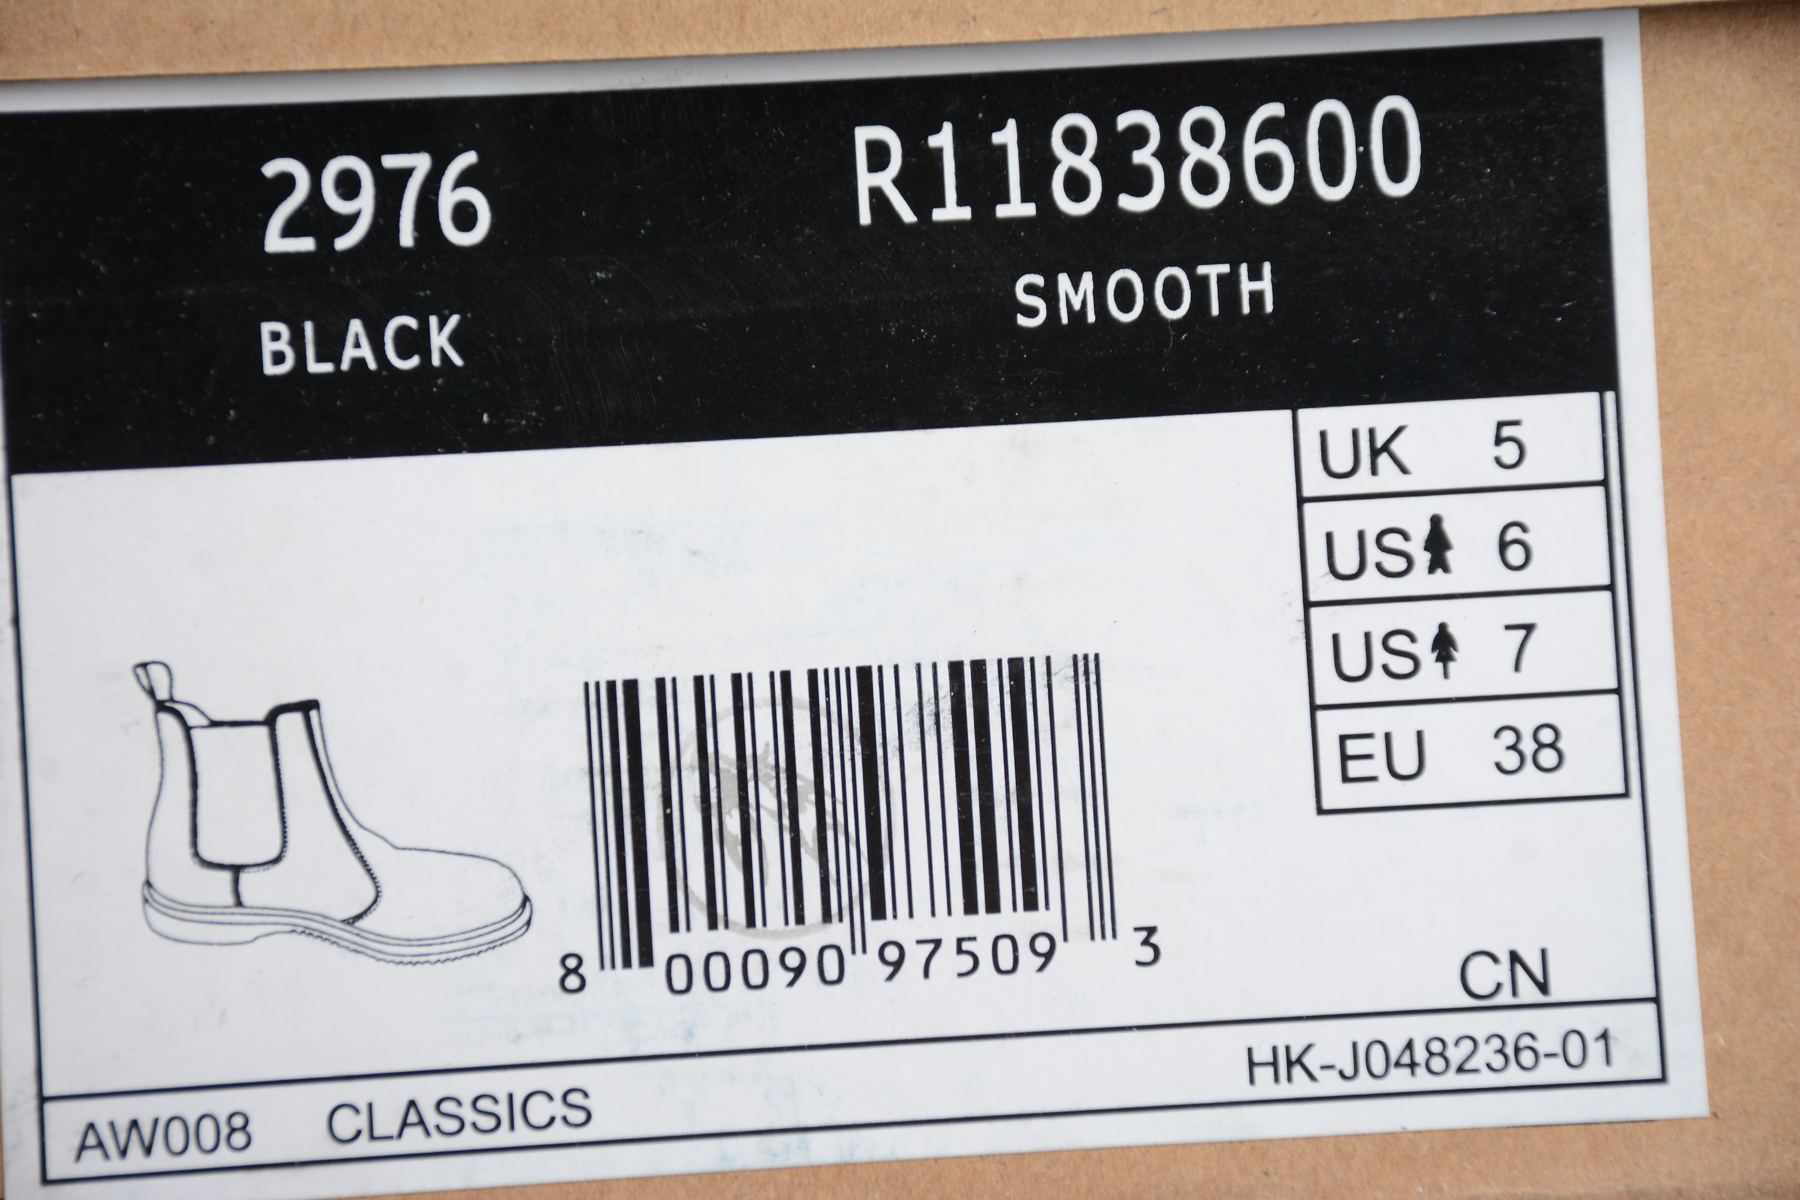 2976 R11838600
BLACK SMOOTH
UK 5
US 6
US 7
EU 38
8 00090 97509 3
CN
HK-J048236-01
AW008 CLASSICS